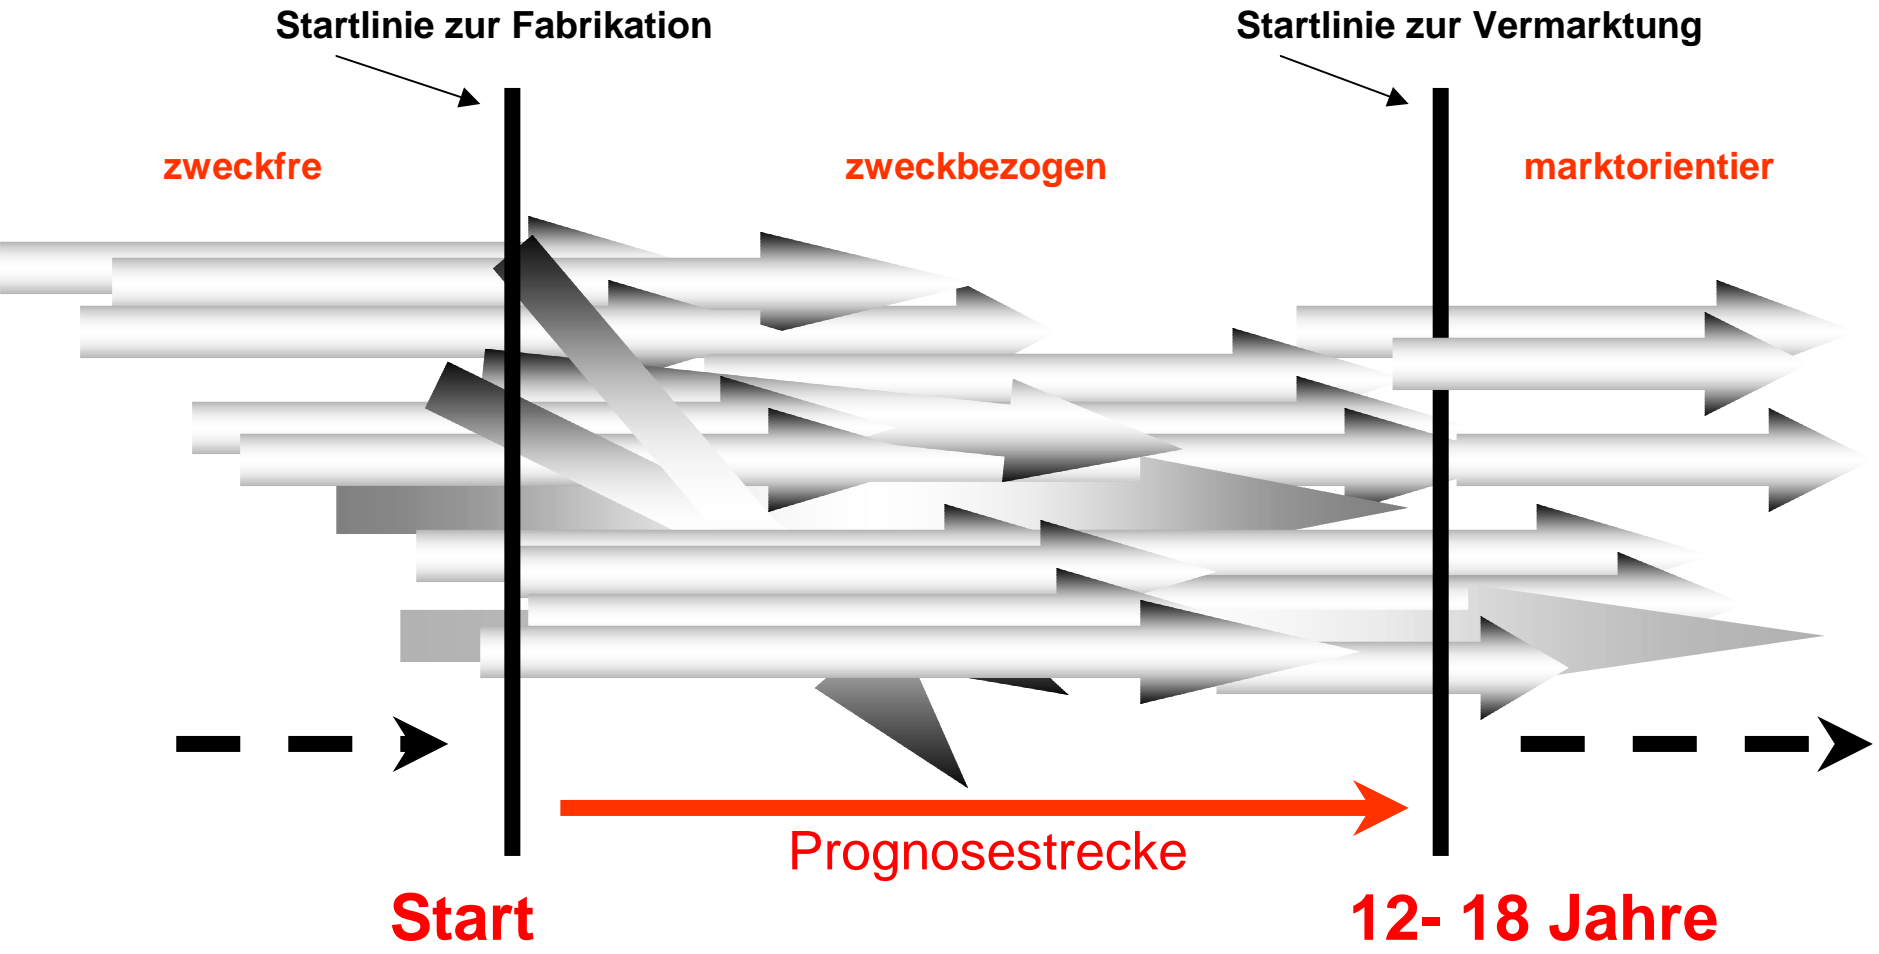 Startlinie zur Fabrikation
Startlinie zur Vermarktung
zweckfre
zweckbezogen
marktorientier
Prognosestrecke
Start
12- 18 Jahre